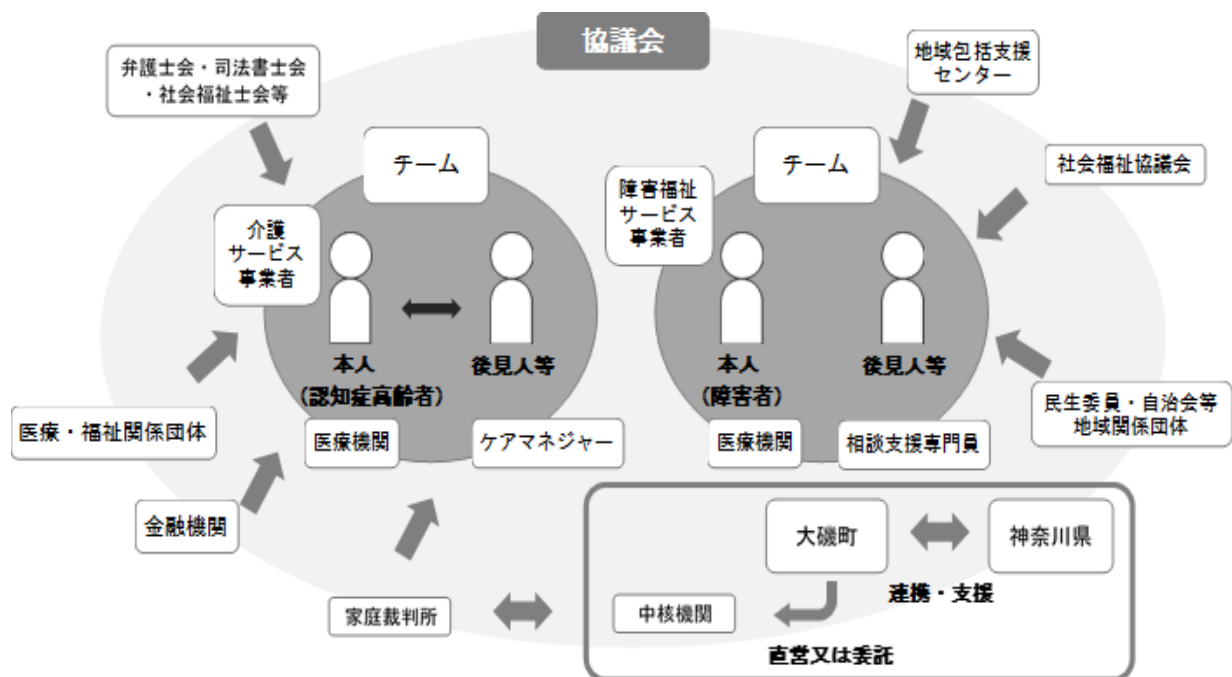 協議会
弁護士会・司法書士会
・社会福祉士会等
地域包括支援
センター
社会福祉協議会
チーム
介護
サービス
事業者
本人
(認知症高齢者)
後見人等
医療機関
ケアマネジャー
チーム
障害福祉
サービス
事業者
本人
(障害者)
後見人等
医療機関
相談支援専門員
民生委員・自治会等
地域関係団体
医療・福祉関係団体
金融機関
家庭裁判所
大磯町
神奈川県
連携・支援
中核機関
直営又は委託